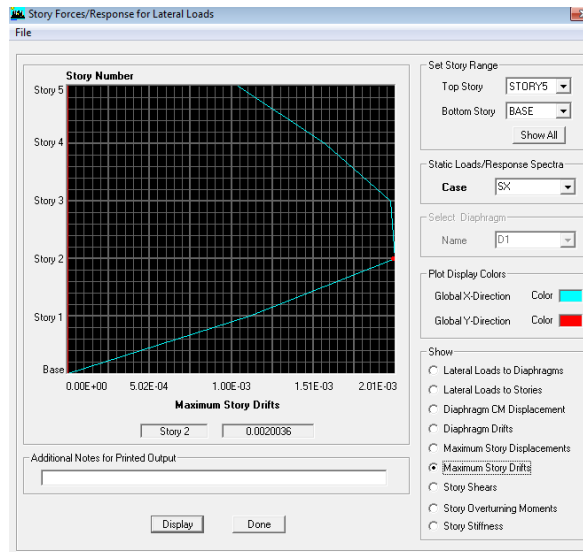 Story Forces/Response for Lateral Loads
File
Story Number
Story 5
Story 4
Story 3
Story 2
Story 1
Base
0.00E+00 5.02E-04 1.00E-03 1.51E-03 2.01E-03
Maximum Story Drifts
Story 2 0.0020036
Additional Notes for Printed Output
Display Done
Set Story Range
Top Story STORY5
Bottom Story BASE
Show All
Static Loads/Response Spectra
Case SX
Select Diaphragm
Name D1
Plot Display Colors
Global X-Direction Color
Global Y-Direction Color
Show
Lateral Loads to Diaphragms
Lateral Loads to Stories
Diaphragm CM Displacement
Diaphragm Drifts
Maximum Story Displacements
Maximum Story Drifts
Story Shears
Story Overturning Moments
Story Stiffness